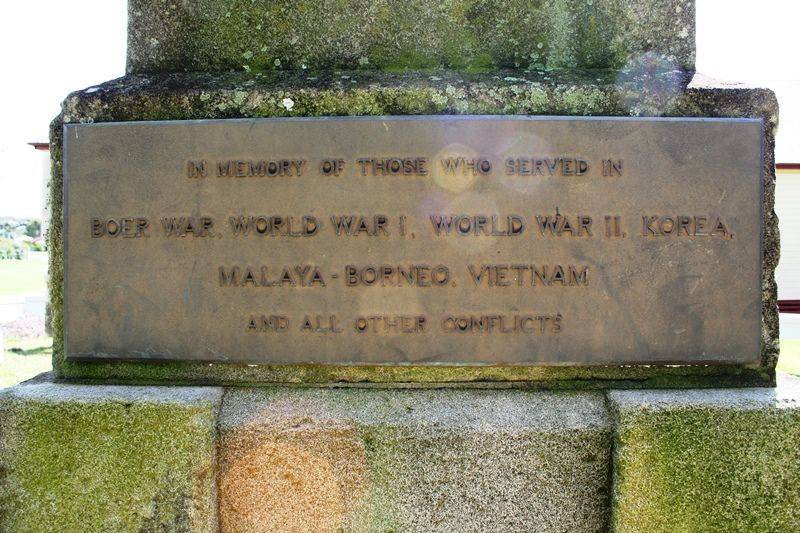 IN MEMORY OF THOSE WHO SERVED IN
BOER WAR, WORLD WAR I, WORLD WAR II, KOREA,
MALAYA - BORNEO, VIETNAM
AND ALL OTHER CONFLICTS